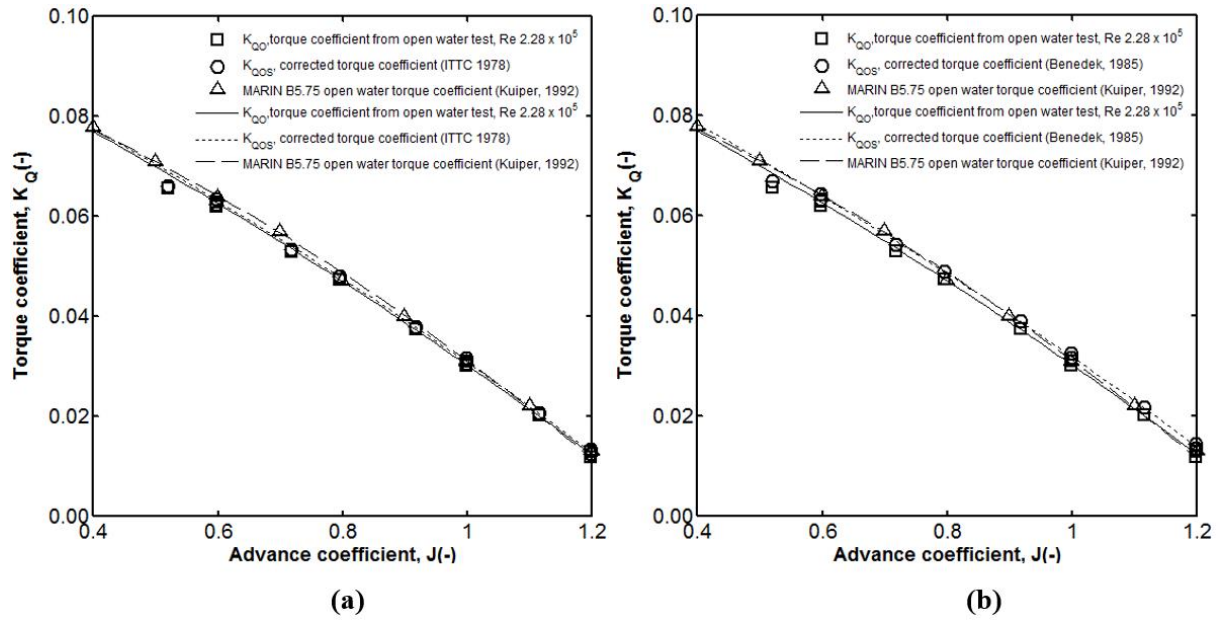 0.10
0.08
0.06
0.04
0.02
0.00
Torque coefficient, K_Q(-)
K_QO,torque coefficient from open water test, Re 2.28 x 10^5
K_QOS, corrected torque coefficient (ITTC 1978)
MARIN B5.75 open water torque coefficient (Kuiper, 1992)
K_QO,torque coefficient from open water test, Re 2.28 x 10^5
K_QOS, corrected torque coefficient (ITTC 1978)
MARIN B5.75 open water torque coefficient (Kuiper, 1992)
0.4 0.6 0.8 1 1.2
Advance coefficient, J(-)
(a)
0.10
0.08
0.06
0.04
0.02
0.00
Torque coefficient, K_Q(-)
K_QO,torque coefficient from open water test, Re 2.28 x 10^5
K_QOS, corrected torque coefficient (Benedek, 1985)
MARIN B5.75 open water torque coefficient (Kuiper, 1992)
K_QO,torque coefficient from open water test, Re 2.28 x 10^5
K_QOS, corrected torque coefficient (Benedek, 1985)
MARIN B5.75 open water torque coefficient (Kuiper, 1992)
0.4 0.6 0.8 1 1.2
Advance coefficient, J(-)
(b)